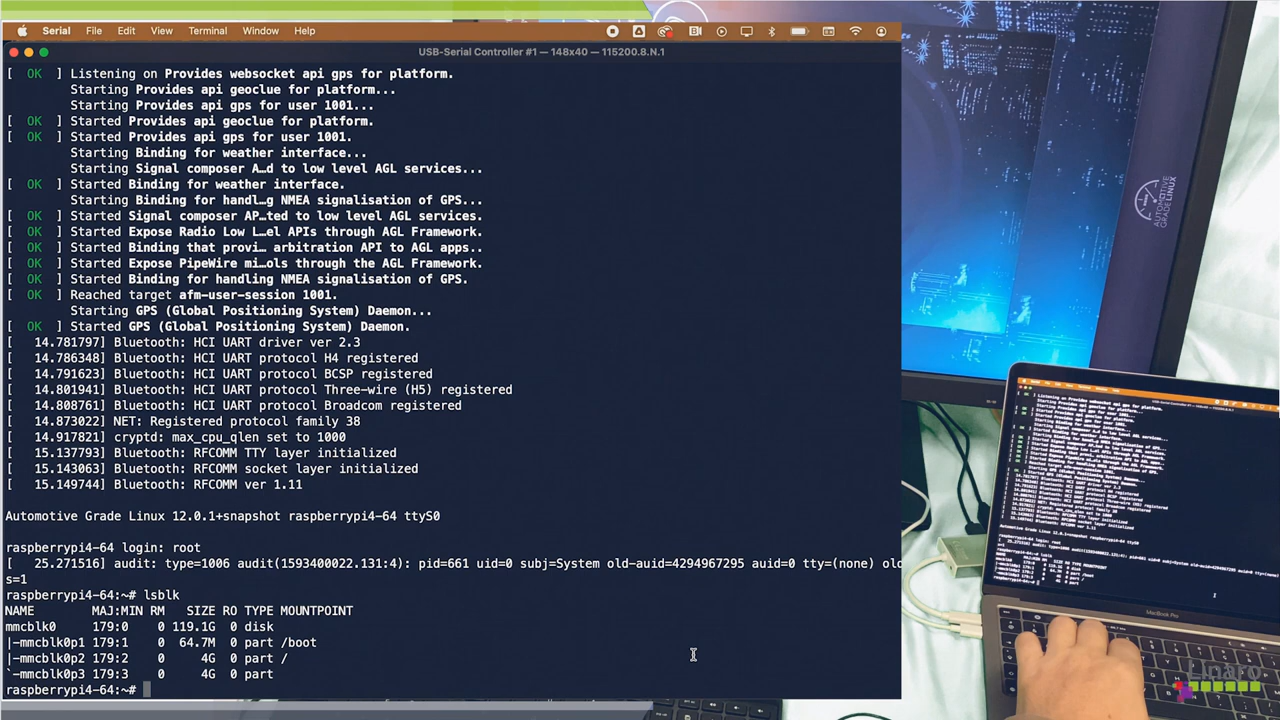 Serial File Edit View Terminal Window Help
USB-Serial Controller #1 — 148x40 — 115200.8.N.1
[ OK ] Listening on Provides websocket api gps for platform.
Starting Provides api geoclue for platform...
Starting Provides api gps for user 1001...
[ OK ] Started Provides api geoclue for platform.
[ OK ] Started Provides api gps for user 1001.
Starting Binding for weather interface...
Starting Signal composer A…d to low level AGL services...
[ OK ] Started Binding for weather interface.
Starting Binding for handl…g NMEA signalisation of GPS...
[ OK ] Started Signal composer AP…ted to low level AGL services.
[ OK ] Started Expose Radio Low L…el APIs through AGL Framework.
[ OK ] Started Binding that provi… arbitration API to AGL apps..
[ OK ] Started Expose PipeWire mi…ols through the AGL Framework.
[ OK ] Started Binding for handling NMEA signalisation of GPS.
[ OK ] Reached target afm-user-session 1001.
Starting GPS (Global Positioning System) Daemon...
[ OK ] Started GPS (Global Positioning System) Daemon.
[ 14.781797] Bluetooth: HCI UART driver ver 2.3
[ 14.786348] Bluetooth: HCI UART protocol H4 registered
[ 14.791623] Bluetooth: HCI UART protocol BCSP registered
[ 14.801941] Bluetooth: HCI UART protocol Three-wire (H5) registered
[ 14.808761] Bluetooth: HCI UART protocol Broadcom registered
[ 14.873022] NET: Registered protocol family 38
[ 14.917821] cryptd: max_cpu_qlen set to 1000
[ 15.137793] Bluetooth: RFCOMM TTY layer initialized
[ 15.143063] Bluetooth: RFCOMM socket layer initialized
[ 15.149744] Bluetooth: RFCOMM ver 1.11
Automotive Grade Linux 12.0.1+snapshot raspberrypi4-64 ttyS0
raspberrypi4-64 login: root
[ 25.271516] audit: type=1006 audit(1593400022.131:4): pid=661 uid=0 subj=System old-auid=4294967295 auid=0 tty=(none) old
s=1
raspberrypi4-64:~# lsblk
NAME MAJ:MIN RM SIZE RO TYPE MOUNTPOINT
mmcblk0 179:0 0 119.1G 0 disk
|-mmcblk0p1 179:1 0 64.7M 0 part /boot
|-mmcblk0p2 179:2 0 4G 0 part /
`-mmcblk0p3 179:3 0 4G 0 part
raspberrypi4-64:~#
AUTOMOTIVE
GRADE LINUX
MacBook Pro
Linaro